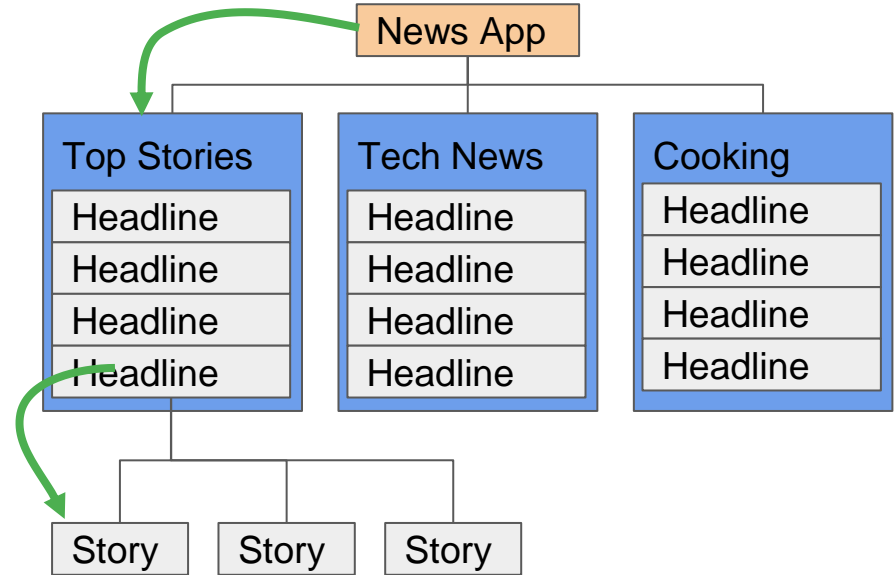 News App
Top Stories
Headline
Headline
Headline
Headline
Tech News
Headline
Headline
Headline
Headline
Cooking
Headline
Headline
Headline
Headline
Story
Story
Story